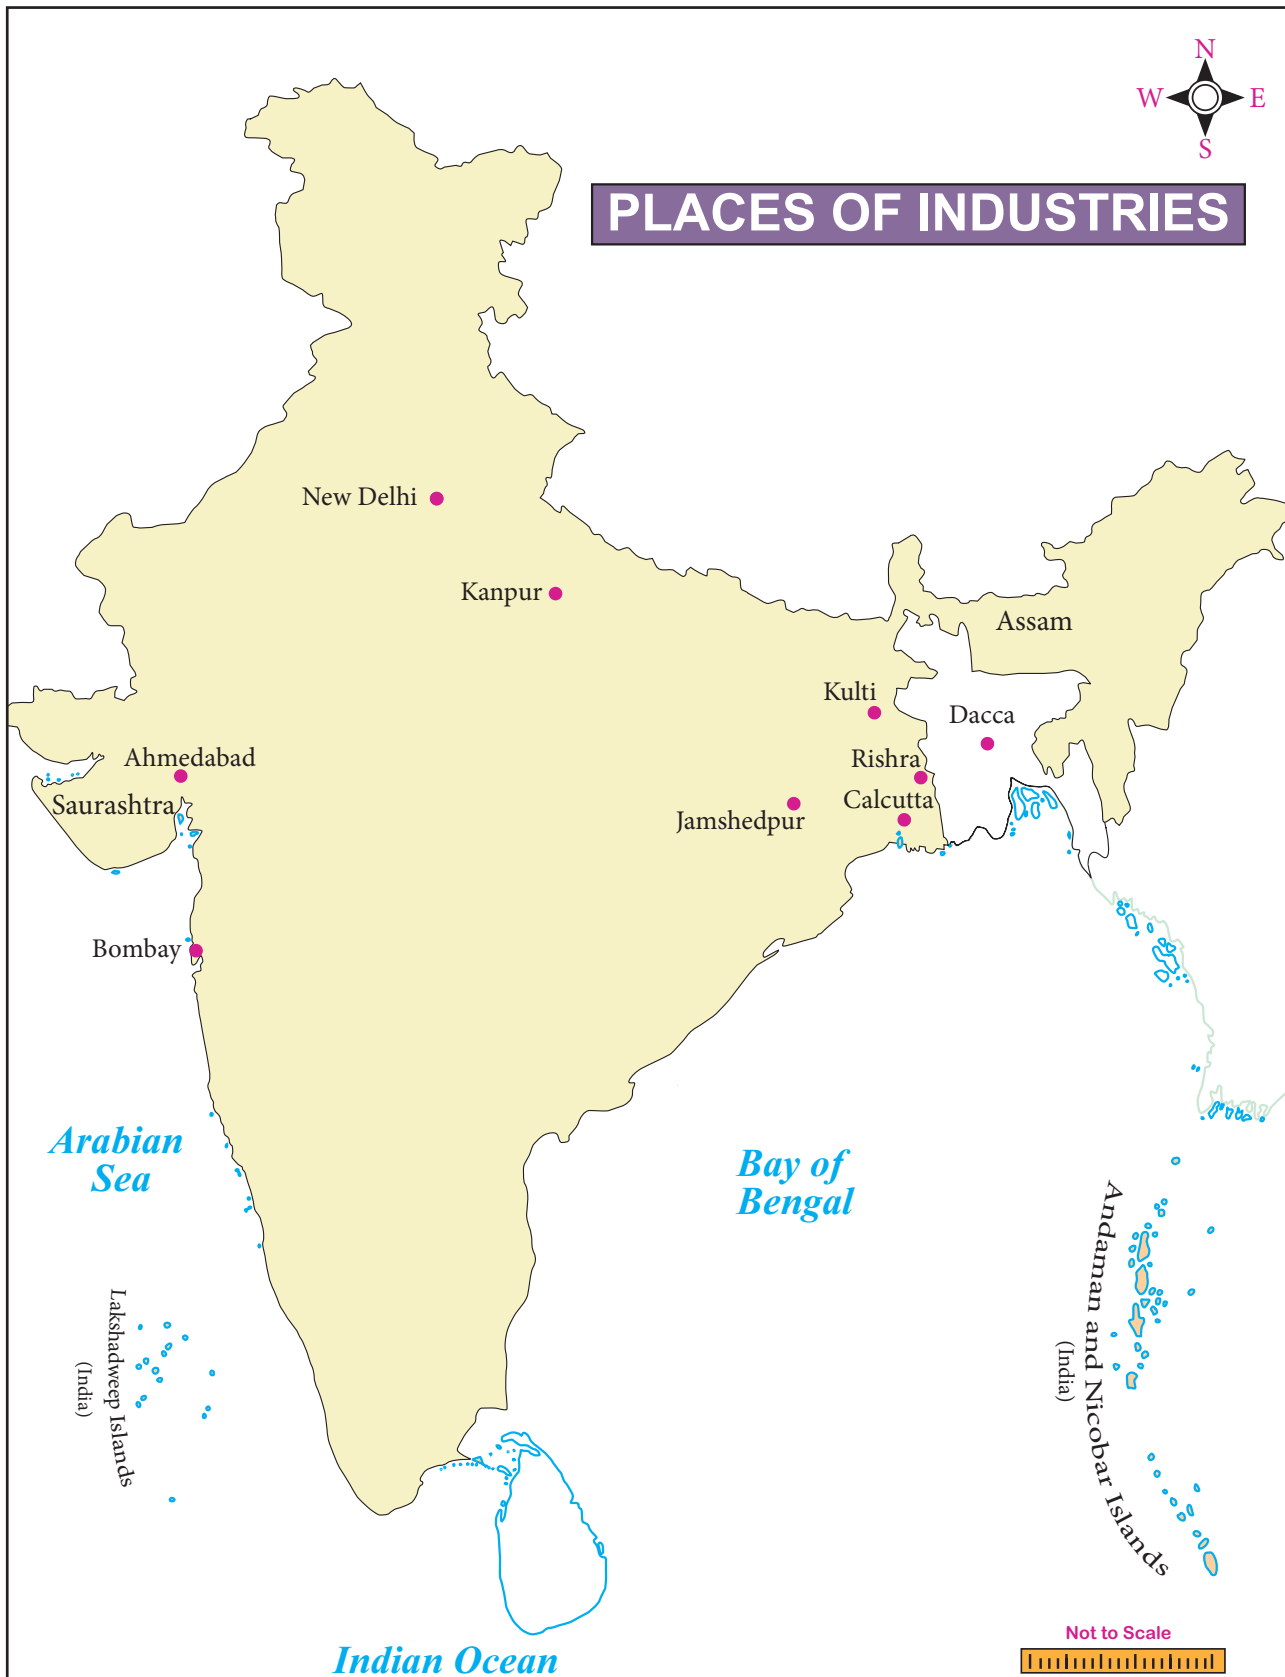 N
W E
S
PLACES OF INDUSTRIES
New Delhi
Kanpur
Assam
Kulti
Dacca
Ahmedabad
Rishra
Saurashtra
Calcutta
Jamshedpur
Bombay
Arabian
Sea
Bay of
Bengal
Lakshadweep Islands
(India)
Andaman and Nicobar Islands
(India)
Indian Ocean
Not to Scale